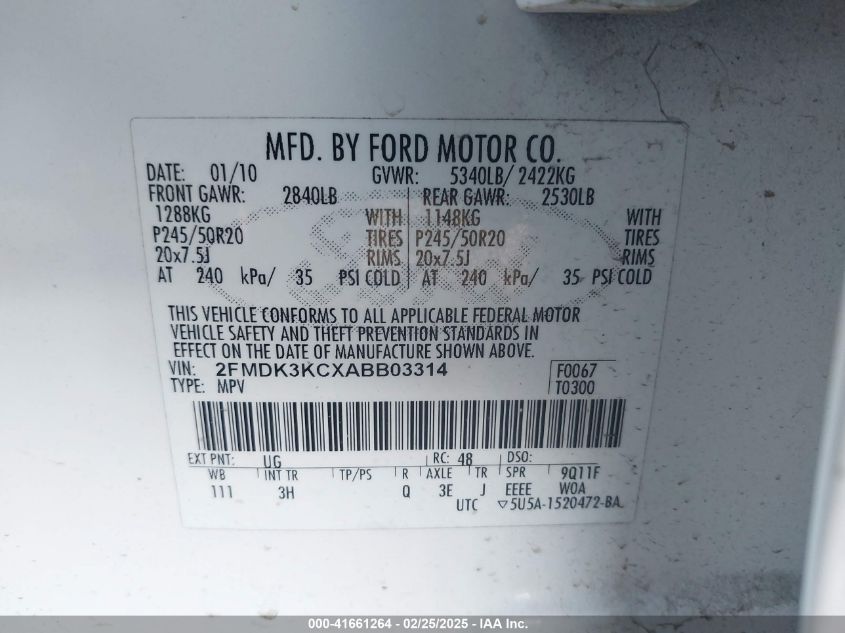 MFD. BY FORD MOTOR CO.
DATE: 01/10 GVWR: 5340LB/ 2422KG
FRONT GAWR: 2840LB REAR GAWR: 2530LB
1288KG WITH 1148KG WITH
P245/50R20 TIRES P245/50R20 TIRES
20x7.5J RIMS 20x7.5J RIMS
AT 240 kPa/ 35 PSI COLD AT 240 kPa/ 35 PSI COLD
THIS VEHICLE CONFORMS TO ALL APPLICABLE FEDERAL MOTOR
VEHICLE SAFETY AND THEFT PREVENTION STANDARDS IN
EFFECT ON THE DATE OF MANUFACTURE SHOWN ABOVE.
VIN: 2FMDK3KCXABB03314 F0067
TYPE: MPV T0300
EXT PNT: UG RC: 48 DSO:
WB INT TR TP/PS R AXLE TR SPR 9Q11F
111 3H Q 3E J EEEE WOA
UTC ▽5U5A-1520472-BA
000-41661264 - 02/25/2025 - IAA Inc.